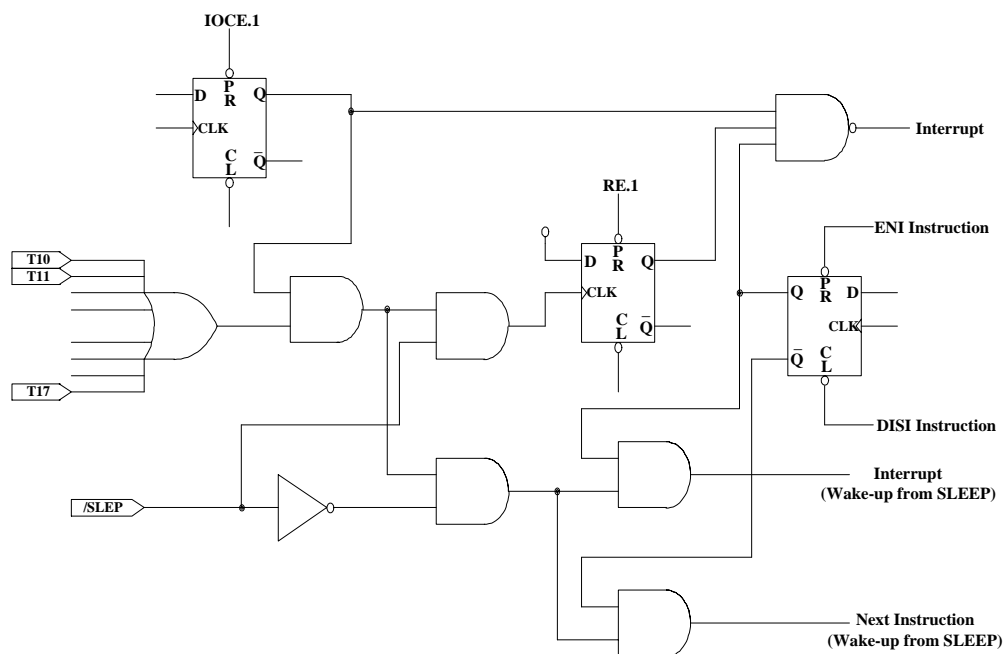 IOCE.1
D
P
R
Q
CLK
C
L
Q̅
Interrupt
RE.1
ENI Instruction
T10
T11
D
P
R
Q
CLK
C
L
Q̅
Q
P
R
D
CLK
Q̅
C
L
T17
DISI Instruction
Interrupt
(Wake-up from SLEEP)
/SLEP
Next Instruction
(Wake-up from SLEEP)